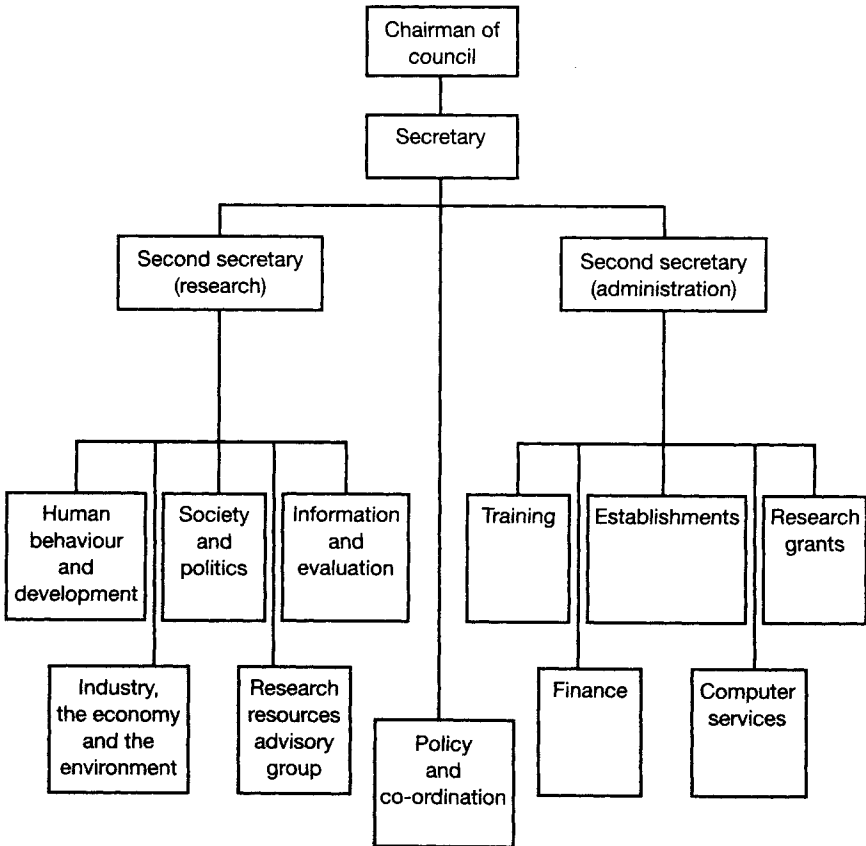 Chairman of
council
Secretary
Second secretary
(research)
Second secretary
(administration)
Human
behaviour
and
development
Society
and
politics
Information
and
evaluation
Training
Establishments
Research
grants
Industry,
the economy
and the
environment
Research
resources
advisory
group
Policy
and
co-ordination
Finance
Computer
services